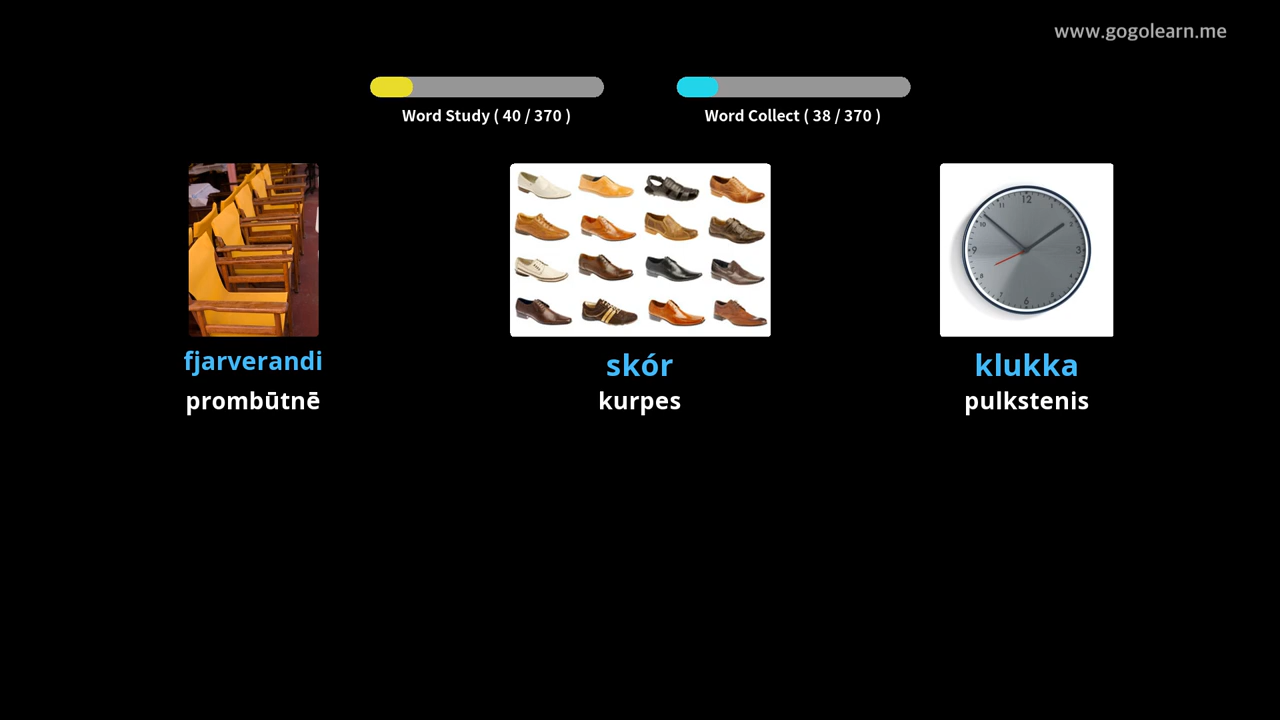 www.gogolearn.me
Word Study ( 40 / 370 )
Word Collect ( 38 / 370 )
fjarverandi
skór
klukka
prombūtnē
kurpes
pulkstenis